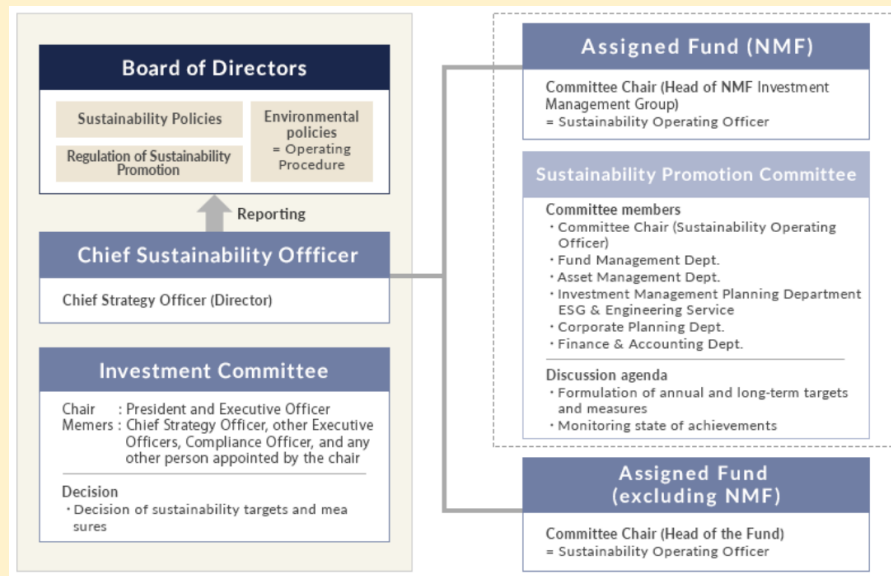 Board of Directors
Sustainability Policies
Regulation of Sustainability
Promotion
Environmental
policies
= Operating
Procedure
Reporting
Chief Sustainability Offficer
Chief Strategy Officer (Director)
Investment Committee
Chair : President and Executive Officer
Memers : Chief Strategy Officer, other Executive
Officers, Compliance Officer, and any
other person appointed by the chair
Decision
・Decision of sustainability targets and mea
sures
Assigned Fund (NMF)
Committee Chair (Head of NMF Investment
Management Group)
= Sustainability Operating Officer
Sustainability Promotion Committee
Committee members
・Committee Chair (Sustainability Operating
Officer)
・Fund Management Dept.
・Asset Management Dept.
・Investment Management Planning Department
ESG & Engineering Service
・Corporate Planning Dept.
・Finance & Accounting Dept.
Discussion agenda
・Formulation of annual and long-term targets
and measures
・Monitoring state of achievements
Assigned Fund
(excluding NMF)
Committee Chair (Head of the Fund)
= Sustainability Operating Officer